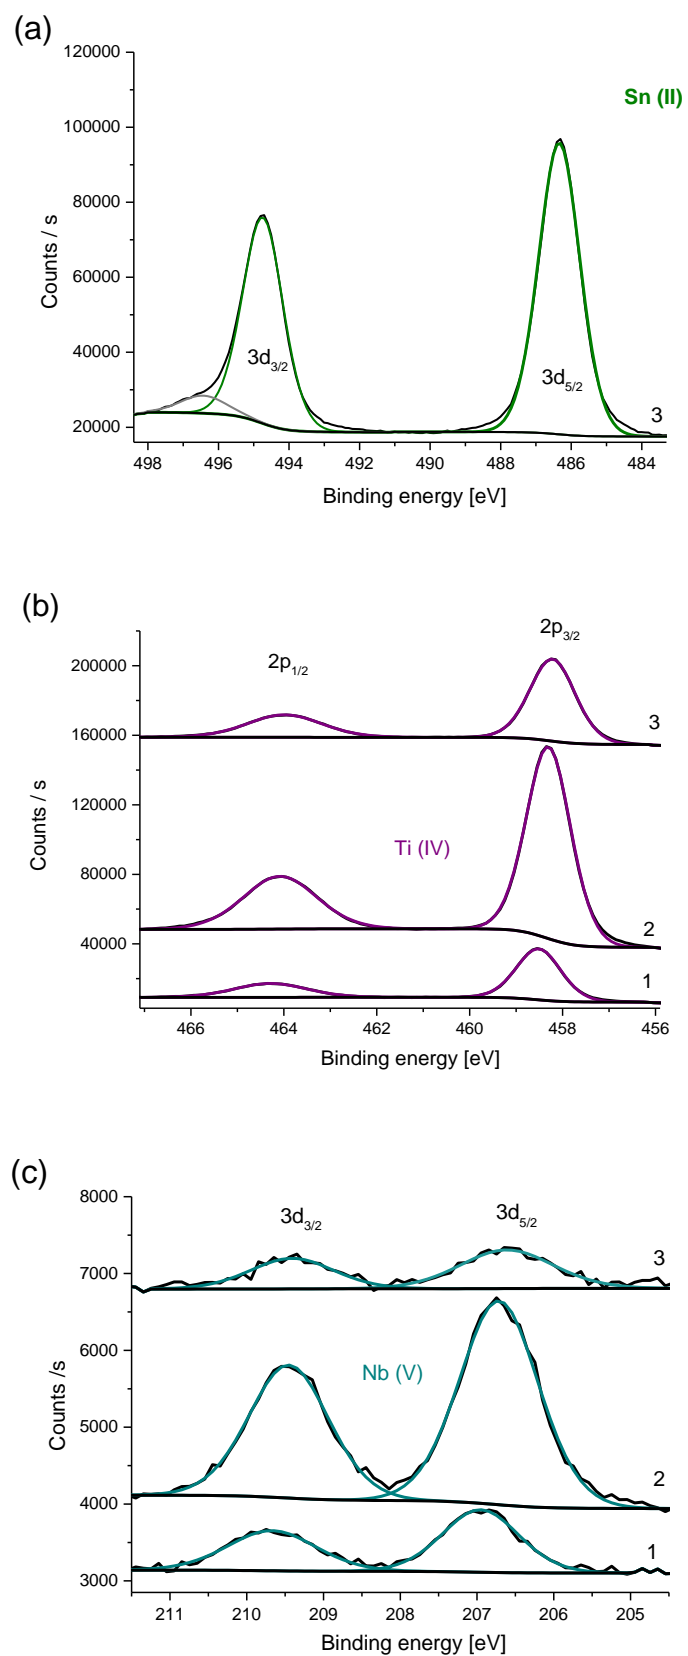 (a)
120000
Sn (II)
100000
80000
60000
40000
20000
Counts / s
3d3/2
3d5/2
3
498 496 494 492 490 488 486 484
Binding energy [eV]
(b)
2p3/2
2p1/2
200000
160000
120000
80000
40000
Counts / s
3
Ti (IV)
2
1
466 464 462 460 458 456
Binding energy [eV]
(c)
8000
7000
6000
5000
4000
3000
Counts /s
3d3/2
3d5/2
3
Nb (V)
2
1
211 210 209 208 207 206 205
Binding energy [eV]